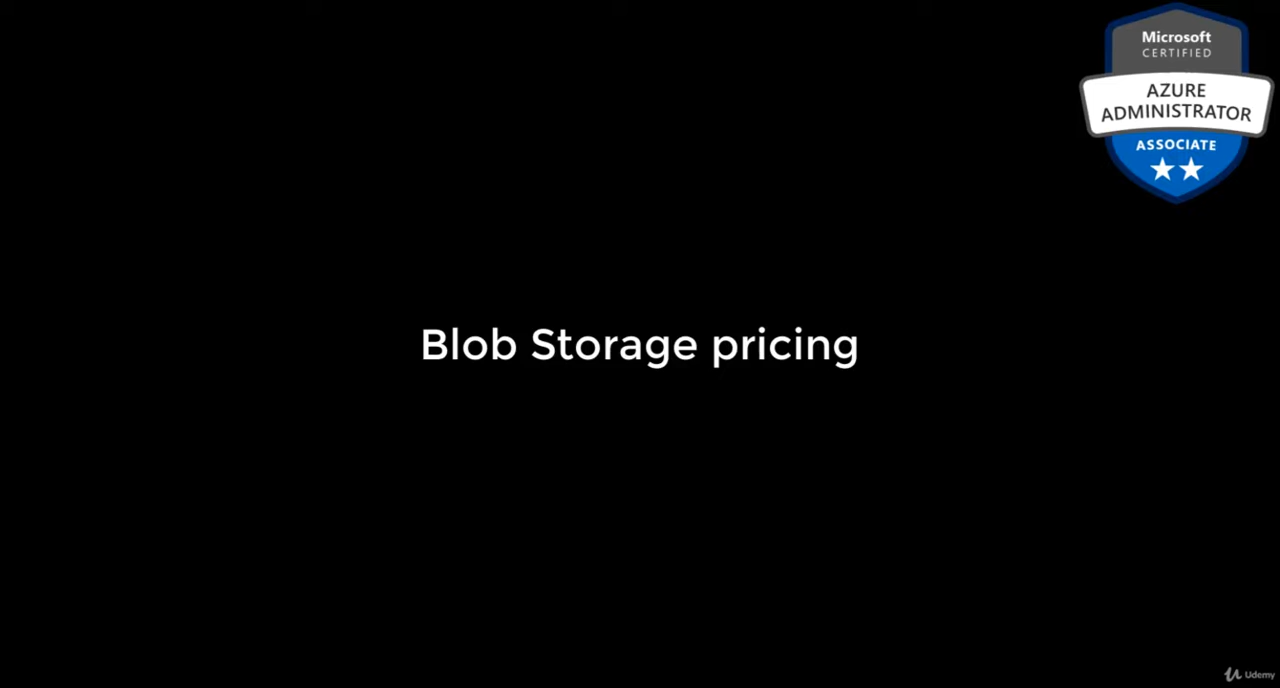 Microsoft
CERTIFIED
AZURE
ADMINISTRATOR
ASSOCIATE
Blob Storage pricing
Udemy